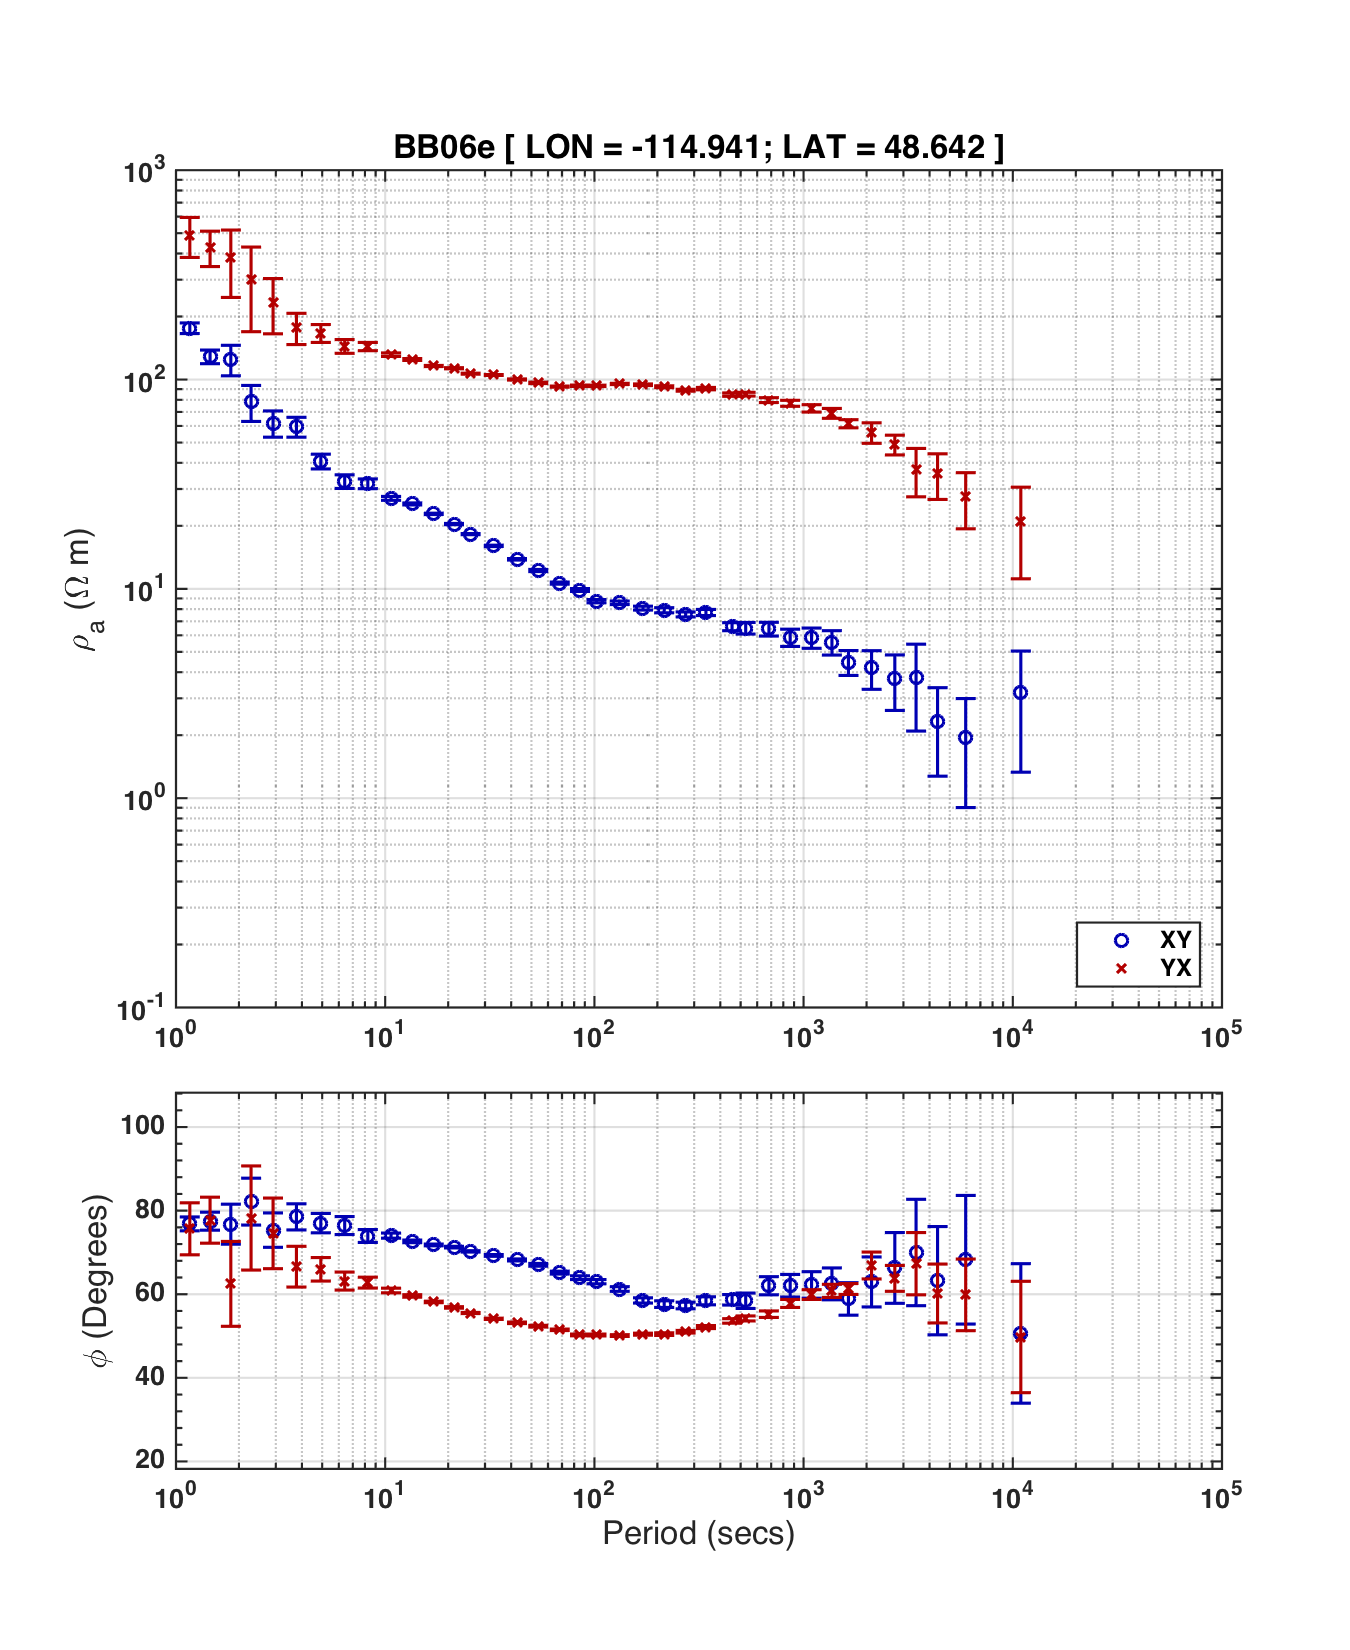 BB06e [ LON = -114.941; LAT = 48.642 ]
10³
10²
10¹
10⁰
10⁻¹
ρₐ (Ω m)
XY
YX
10⁰ 10¹ 10² 10³ 10⁴ 10⁵
100
80
60
40
20
ϕ (Degrees)
10⁰ 10¹ 10² 10³ 10⁴ 10⁵
Period (secs)